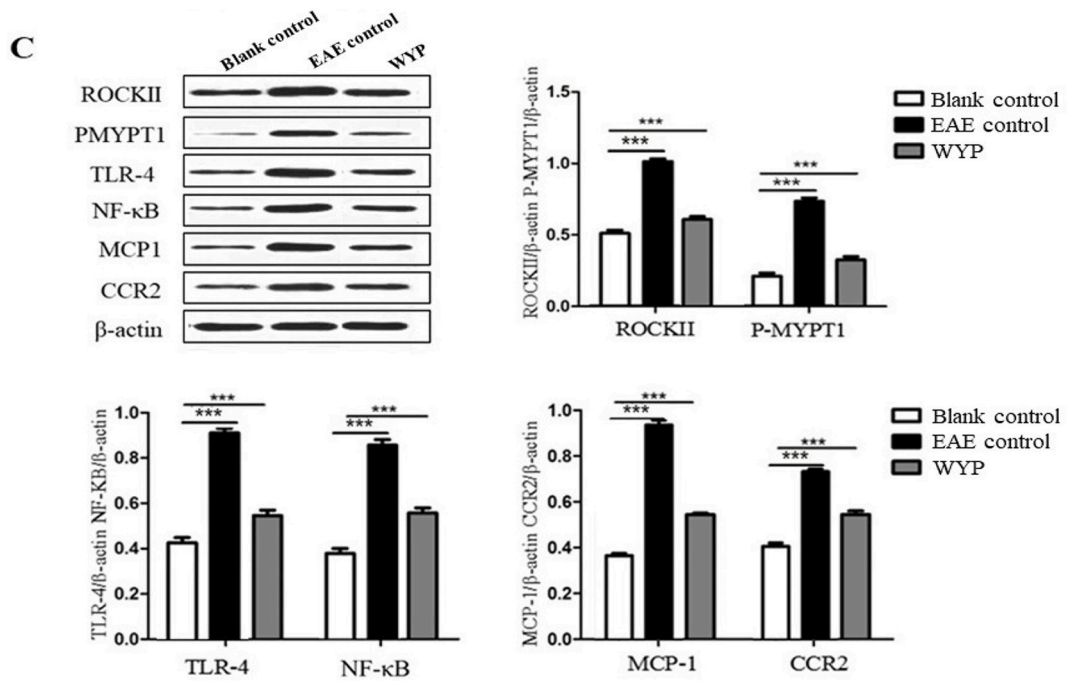 C
Blank control EAE control WYP
ROCKII
PMYPT1
TLR-4
NF-κB
MCP1
CCR2
β-actin
ROCKII/β-actin P-MYPT1/β-actin
1.5
1.0
0.5
0.0
***
***
***
***
ROCKII P-MYPT1
Blank control
EAE control
WYP
TLR-4/β-actin NF-KB/β-actin
1.0
0.8
0.6
0.4
0.2
0.0
***
***
***
***
TLR-4 NF-κB
MCP-1/β-actin CCR2/β-actin
1.0
0.8
0.6
0.4
0.2
0.0
***
***
***
***
MCP-1 CCR2
Blank control
EAE control
WYP